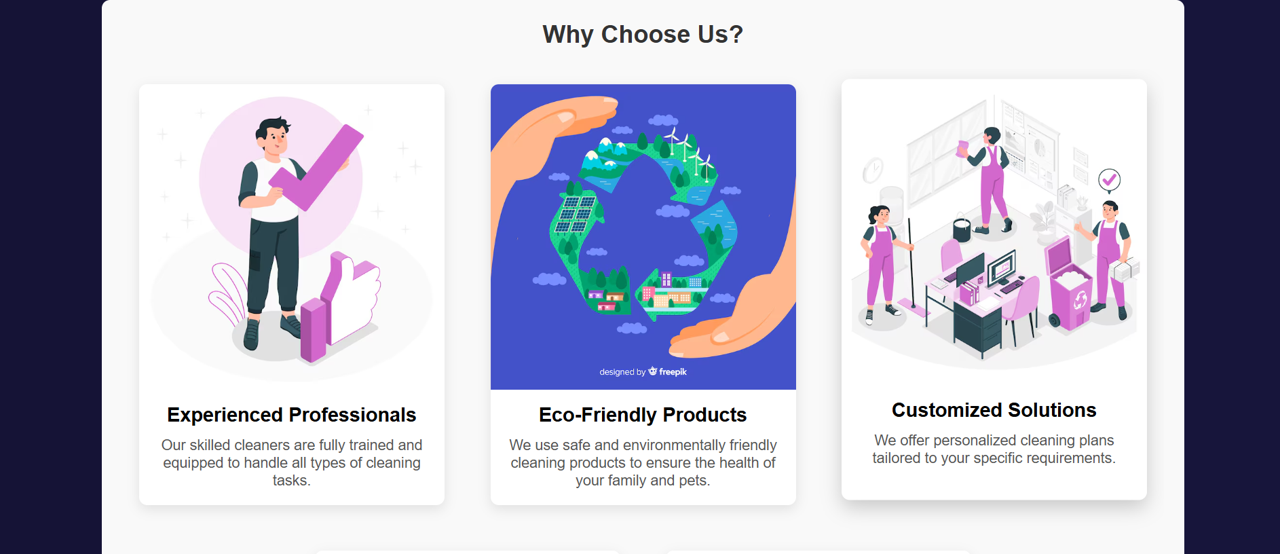 Why Choose Us?
designed by freepik
Experienced Professionals
Our skilled cleaners are fully trained and
equipped to handle all types of cleaning
tasks.
Eco-Friendly Products
We use safe and environmentally friendly
cleaning products to ensure the health of
your family and pets.
Customized Solutions
We offer personalized cleaning plans
tailored to your specific requirements.